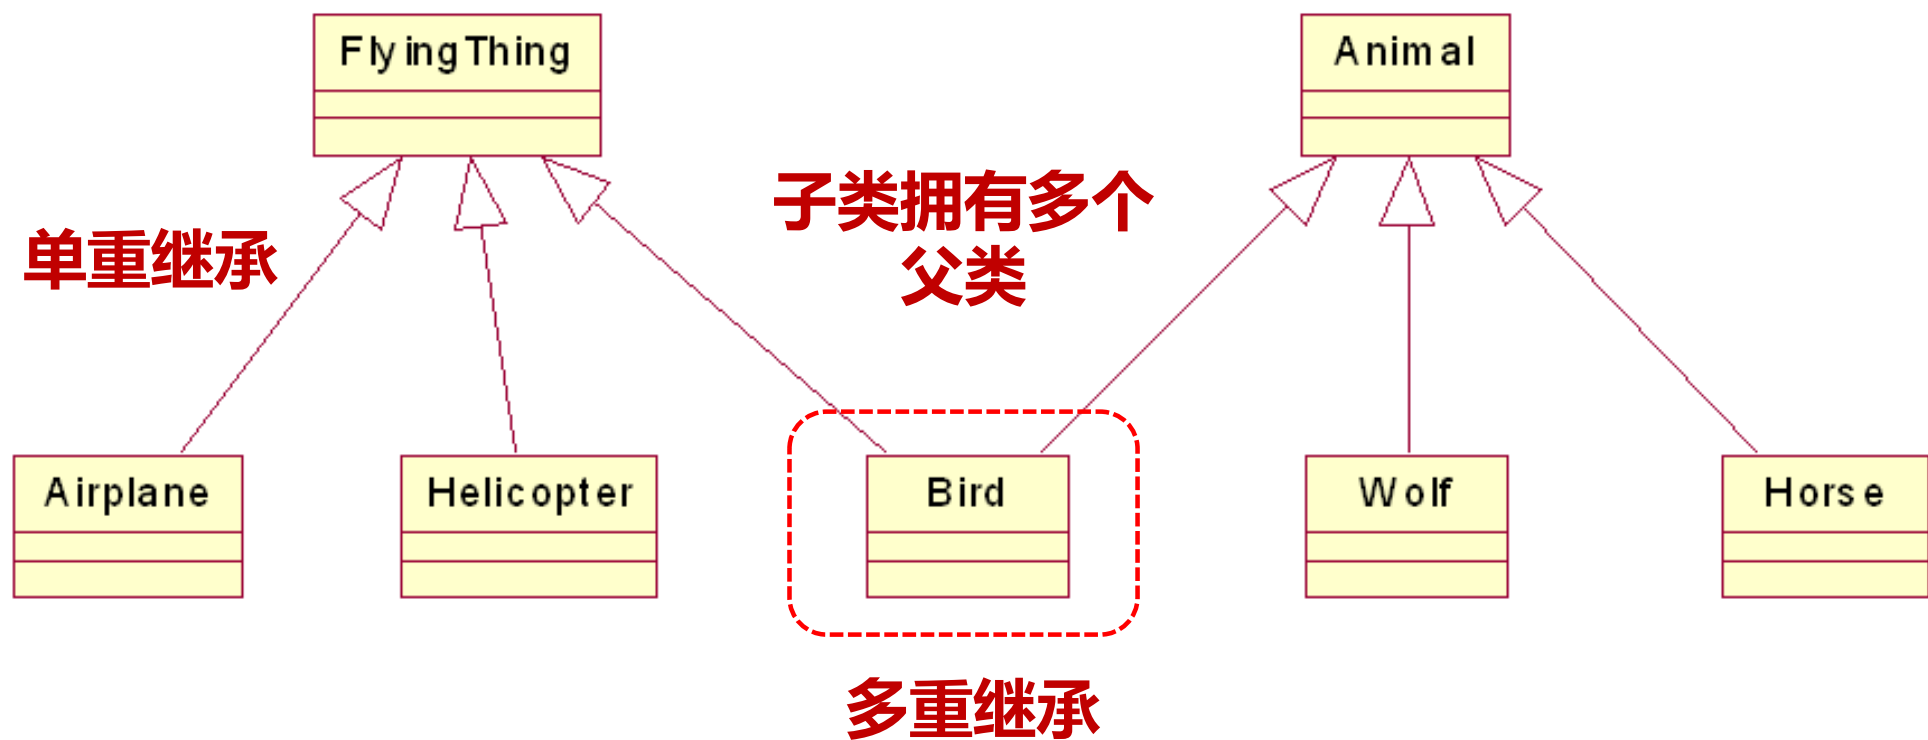 FlyingThing
Animal
子类拥有多个
父类
单重继承
Airplane
Helicopter
Bird
Wolf
Horse
多重继承